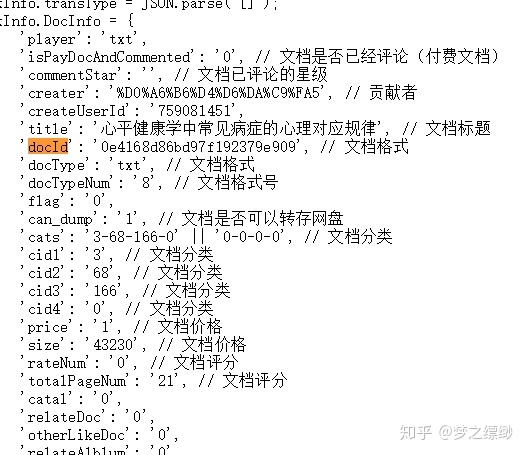 kInfo.transType = JSON.parse('[]');
kInfo.DocInfo = {
'player': 'txt',
'isPayDocAndCommented': '0', // 文档是否已经评论（付费文档）
'commentStar': '', // 文档已评论的星级
'creater': '%D0%A6%B6%D4%D6%DA%C9%FA5', // 贡献者
'createUserId': '759081451',
'title': '心平健康学中常见病症的心理对应规律', // 文档标题
'docId': '0e4168d86bd97f192379e909', // 文档格式
'docType': 'txt', // 文档格式
'docTypeNum': '8', // 文档格式号
'flag': '0',
'can_dump': '1', // 文档是否可以转存网盘
'cats': '3-68-166-0' || '0-0-0-0', // 文档分类
'cid1': '3', // 文档分类
'cid2': '68', // 文档分类
'cid3': '166', // 文档分类
'cid4': '0', // 文档分类
'price': '1', // 文档价格
'size': '43230', // 文档价格
'rateNum': '0', // 文档评分
'totalPageNum': '21', // 文档评分
'cata1': '0',
'relateDoc': '0',
'otherLikeDoc': '0',
'relateAlblum': '0'
知乎 @梦之缥缈